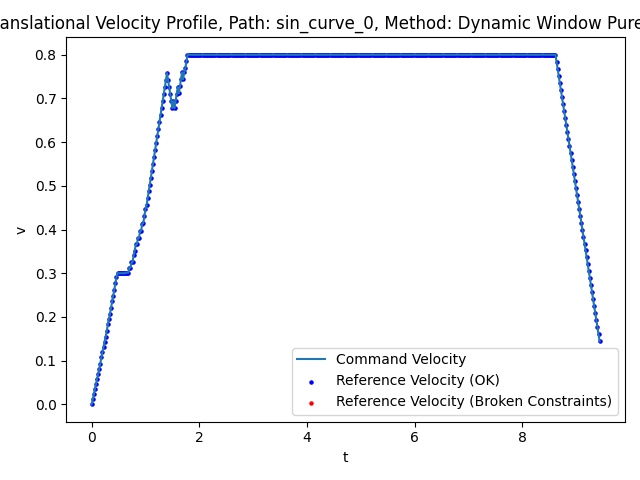 anslational Velocity Profile, Path: sin_curve_0, Method: Dynamic Window Pure
0.8
0.7
0.6
0.5
0.4
0.3
0.2
0.1
0.0
v
Command Velocity
Reference Velocity (OK)
Reference Velocity (Broken Constraints)
0 2 4 6 8
t